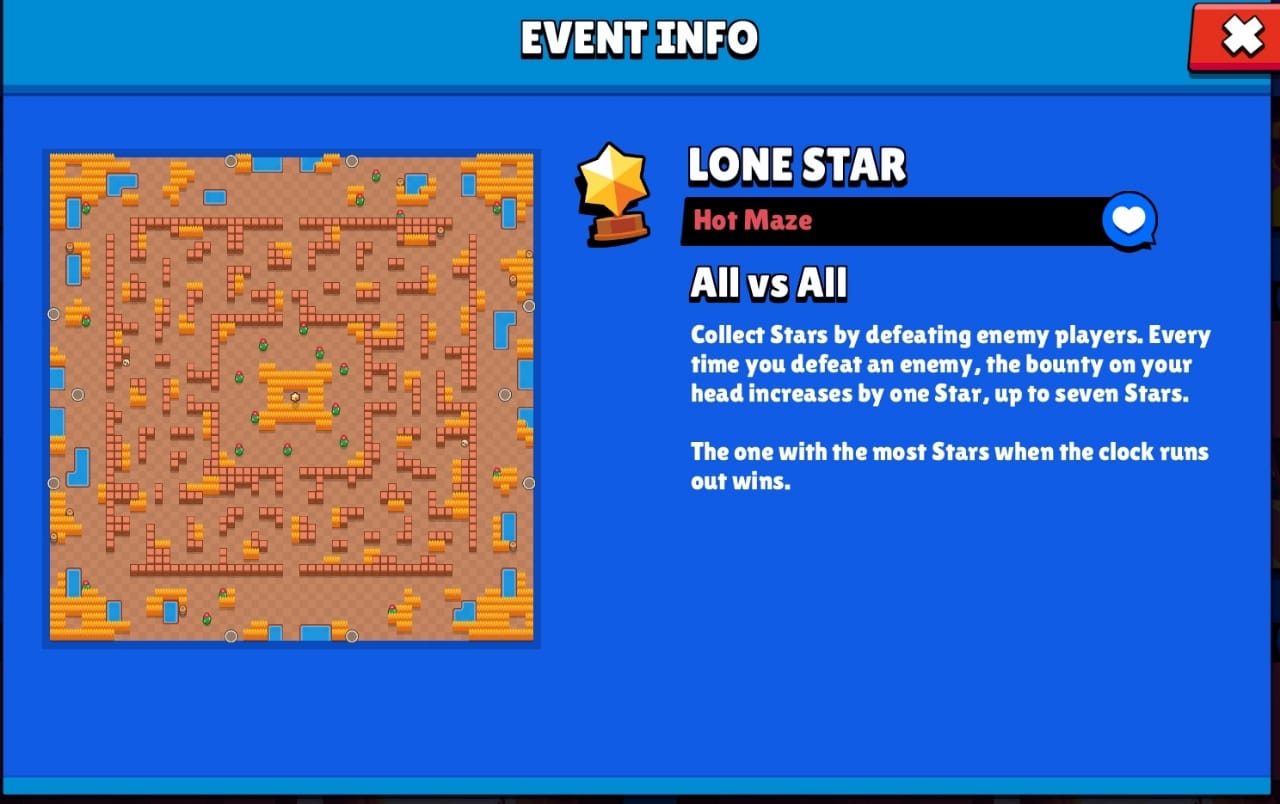 EVENT INFO
LONE STAR
Hot Maze
All vs All
Collect Stars by defeating enemy players. Every
time you defeat an enemy, the bounty on your
head increases by one Star, up to seven Stars.
The one with the most Stars when the clock runs
out wins.